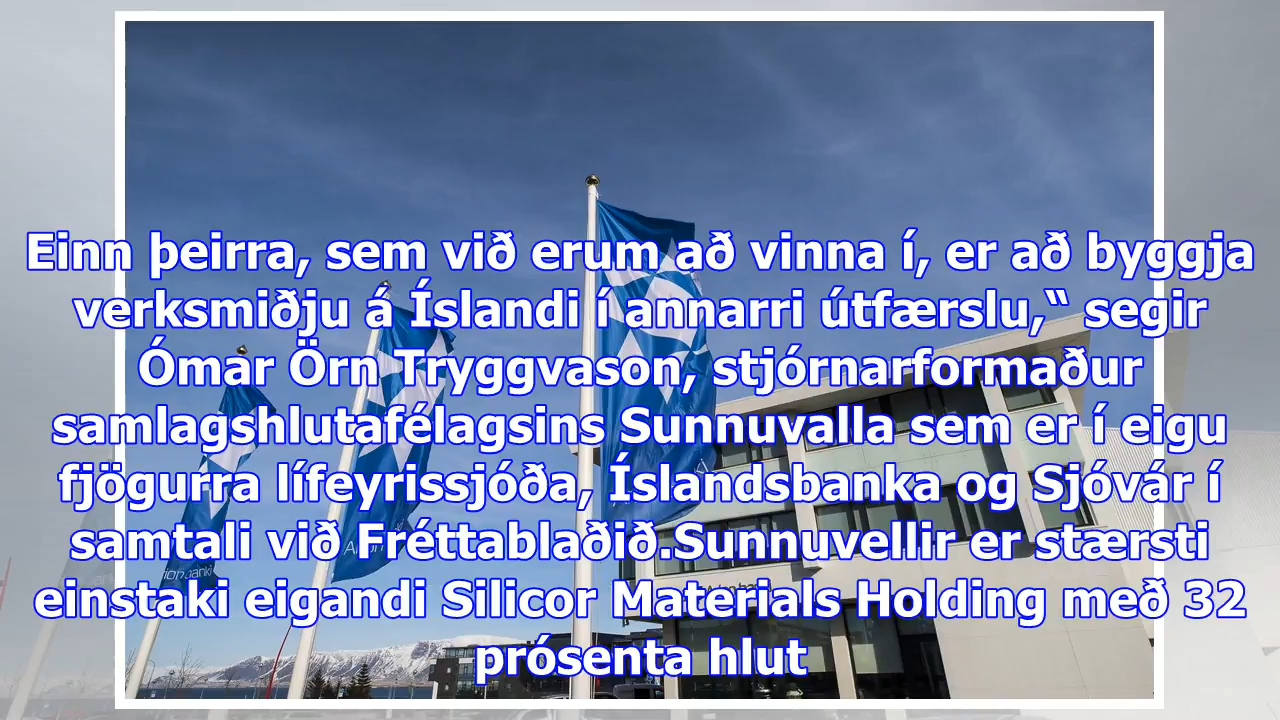 Einn þeirra, sem við erum að vinna í, er að byggja
verksmiðju á Íslandi í annarri útfærslu,“ segir
Ómar Örn Tryggvason, stjórnarformaður
samlagshlutafélagsins Sunnuvalla sem er í eigu
fjögurra lífeyrissjóða, Íslandsbanka og Sjóvár í
samtali við Fréttablaðið.Sunnuvellir er stærsti
einstaki eigandi Silicor Materials Holding með 32
prósenta hlut